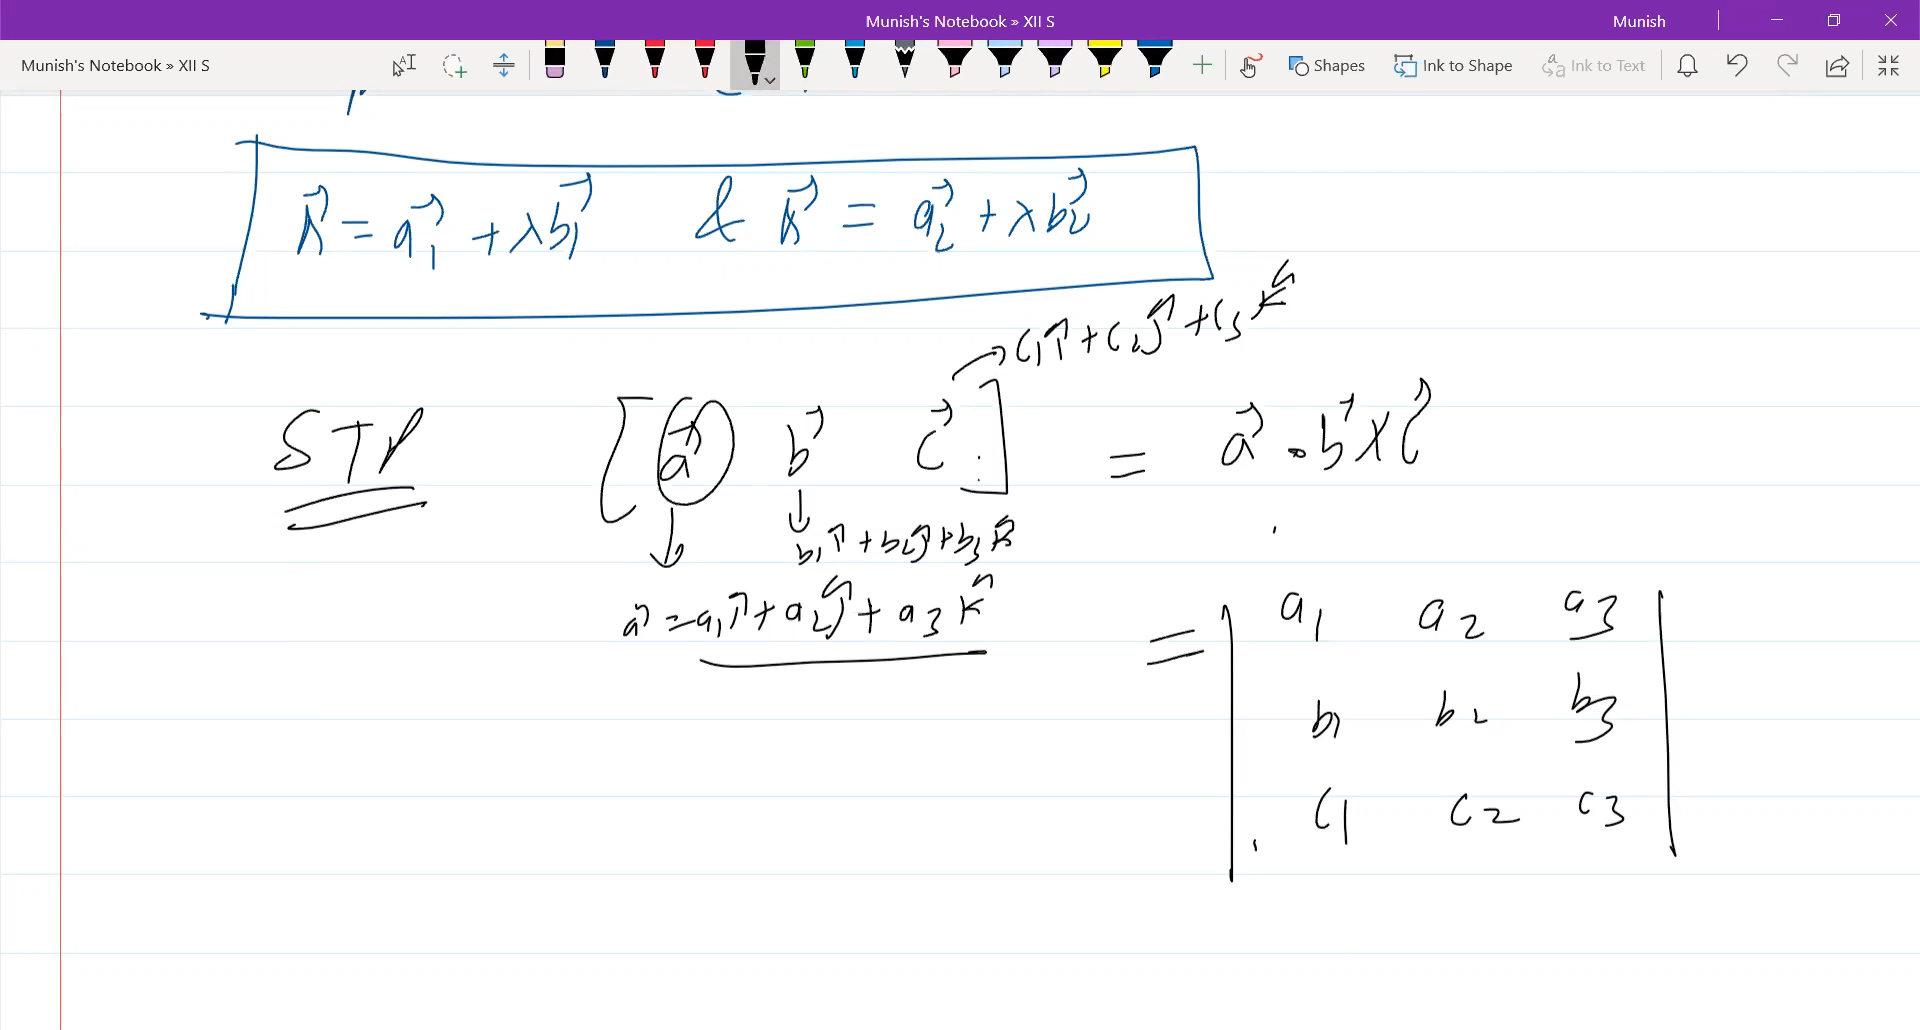 Munish's Notebook » XII S
Munish
Munish's Notebook » XII S
Shapes
Ink to Shape
Ink to Text
r⃗ = a⃗₁ + λb⃗₁ & r⃗ = a⃗₂ + λb⃗₂
c₁î + c₂ĵ + c₃k̂
STP [a⃗ b⃗ c⃗] = a⃗ . b⃗ × c⃗
b₁î + b₂ĵ + b₃k̂
a⃗ = a₁î + a₂ĵ + a₃k̂
= | a₁ a₂ a₃ |
b₁ b₂ b₃
c₁ c₂ c₃